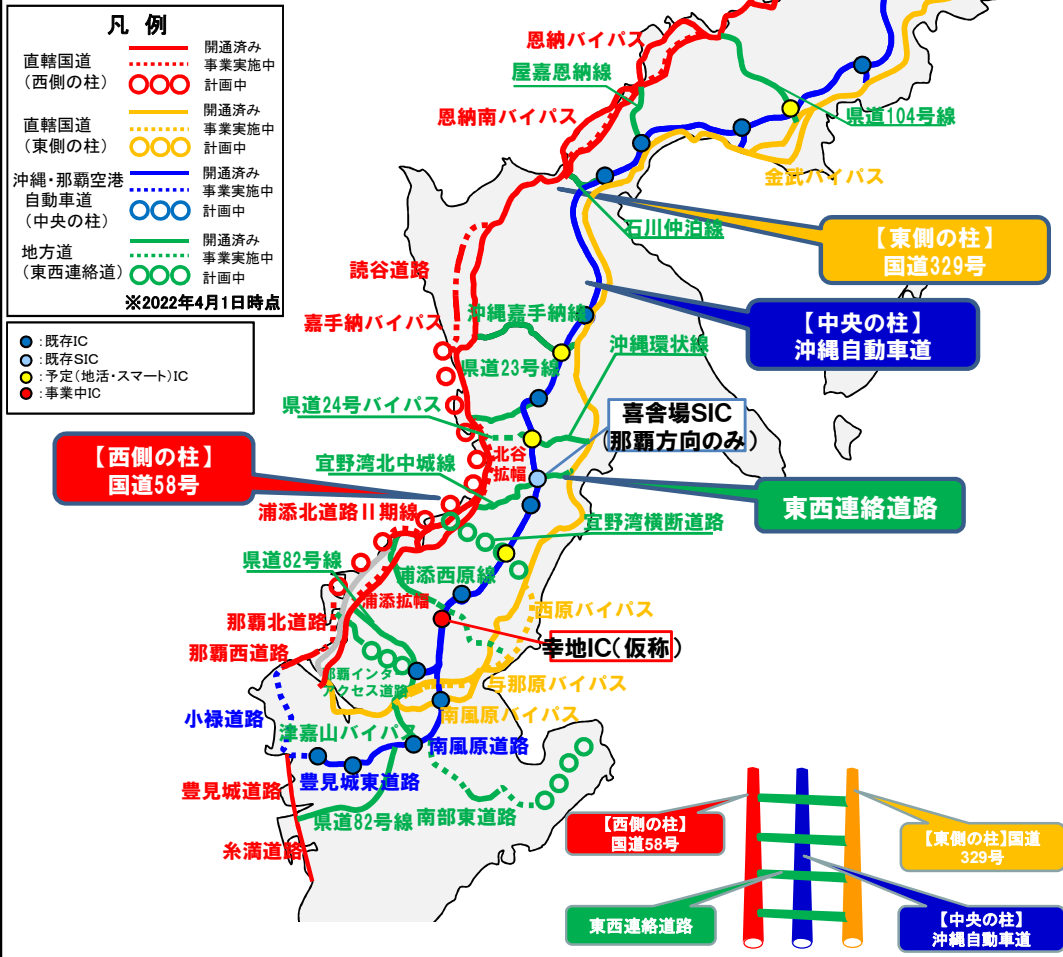 凡 例
直轄国道
(西側の柱)
開通済み
事業実施中
計画中
直轄国道
(東側の柱)
開通済み
事業実施中
計画中
沖縄・那覇空港
自動車道
(中央の柱)
開通済み
事業実施中
計画中
地方道
(東西連絡道)
開通済み
事業実施中
計画中
※2022年4月1日時点
:既存IC
:既存SIC
:予定(地活・スマート)IC
:事業中IC
恩納バイパス
屋嘉恩納線
恩納南バイパス
県道104号線
金武バイパス
石川仲泊線
【東側の柱】
国道329号
読谷道路
嘉手納バイパス
沖縄嘉手納線
【中央の柱】
沖縄自動車道
沖縄環状線
県道23号線
県道24号バイパス
喜舎場SIC
(那覇方向のみ)
北谷
拡幅
【西側の柱】
国道58号
宜野湾北中城線
東西連絡道路
浦添北道路Ⅱ期線
宜野湾横断道路
県道82号線
浦添西原線
浦添拡幅
西原バイパス
那覇北道路
幸地IC(仮称)
那覇西道路
那覇インター
アクセス道路
与那原バイパス
小禄道路
南風原バイパス
津嘉山バイパス
南風原道路
豊見城東道路
豊見城道路
県道82号線
南部東道路
糸満道路
【西側の柱】
国道58号
【東側の柱】国道
329号
東西連絡道路
【中央の柱】
沖縄自動車道